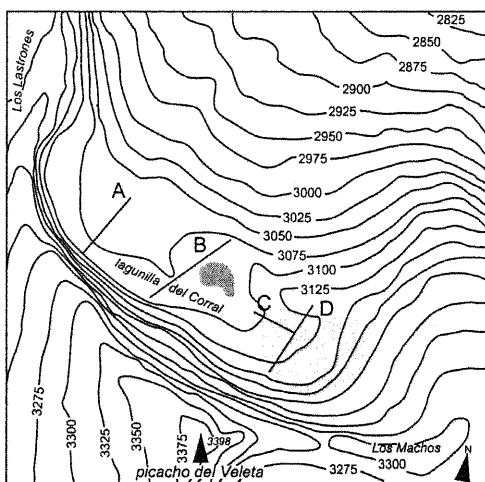 2825
2850
2875
2900
2925
2950
2975
3000
3025
3050
3075
3100
3125
Los Lastrones
A
B
lagunilla del Corral
C
D
3275
3300
3325
3350
3375
3398
picacho del Veleta
Los Machos
3300
3275
N